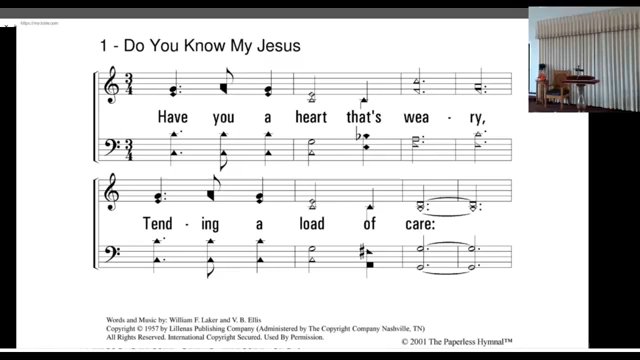 1 - Do You Know My Jesus
Have you a heart that's wea - ry,
Tend - ing a load of care:
Words and Music by: William F. Laker and V. B. Ellis
Copyright © 1957 by Lillenas Publishing Company (Administered by The Copyright Company Nashville, TN)
All Rights Reserved. International Copyright Secured. Used By Permission.
© 2001 The Paperless Hymnal™